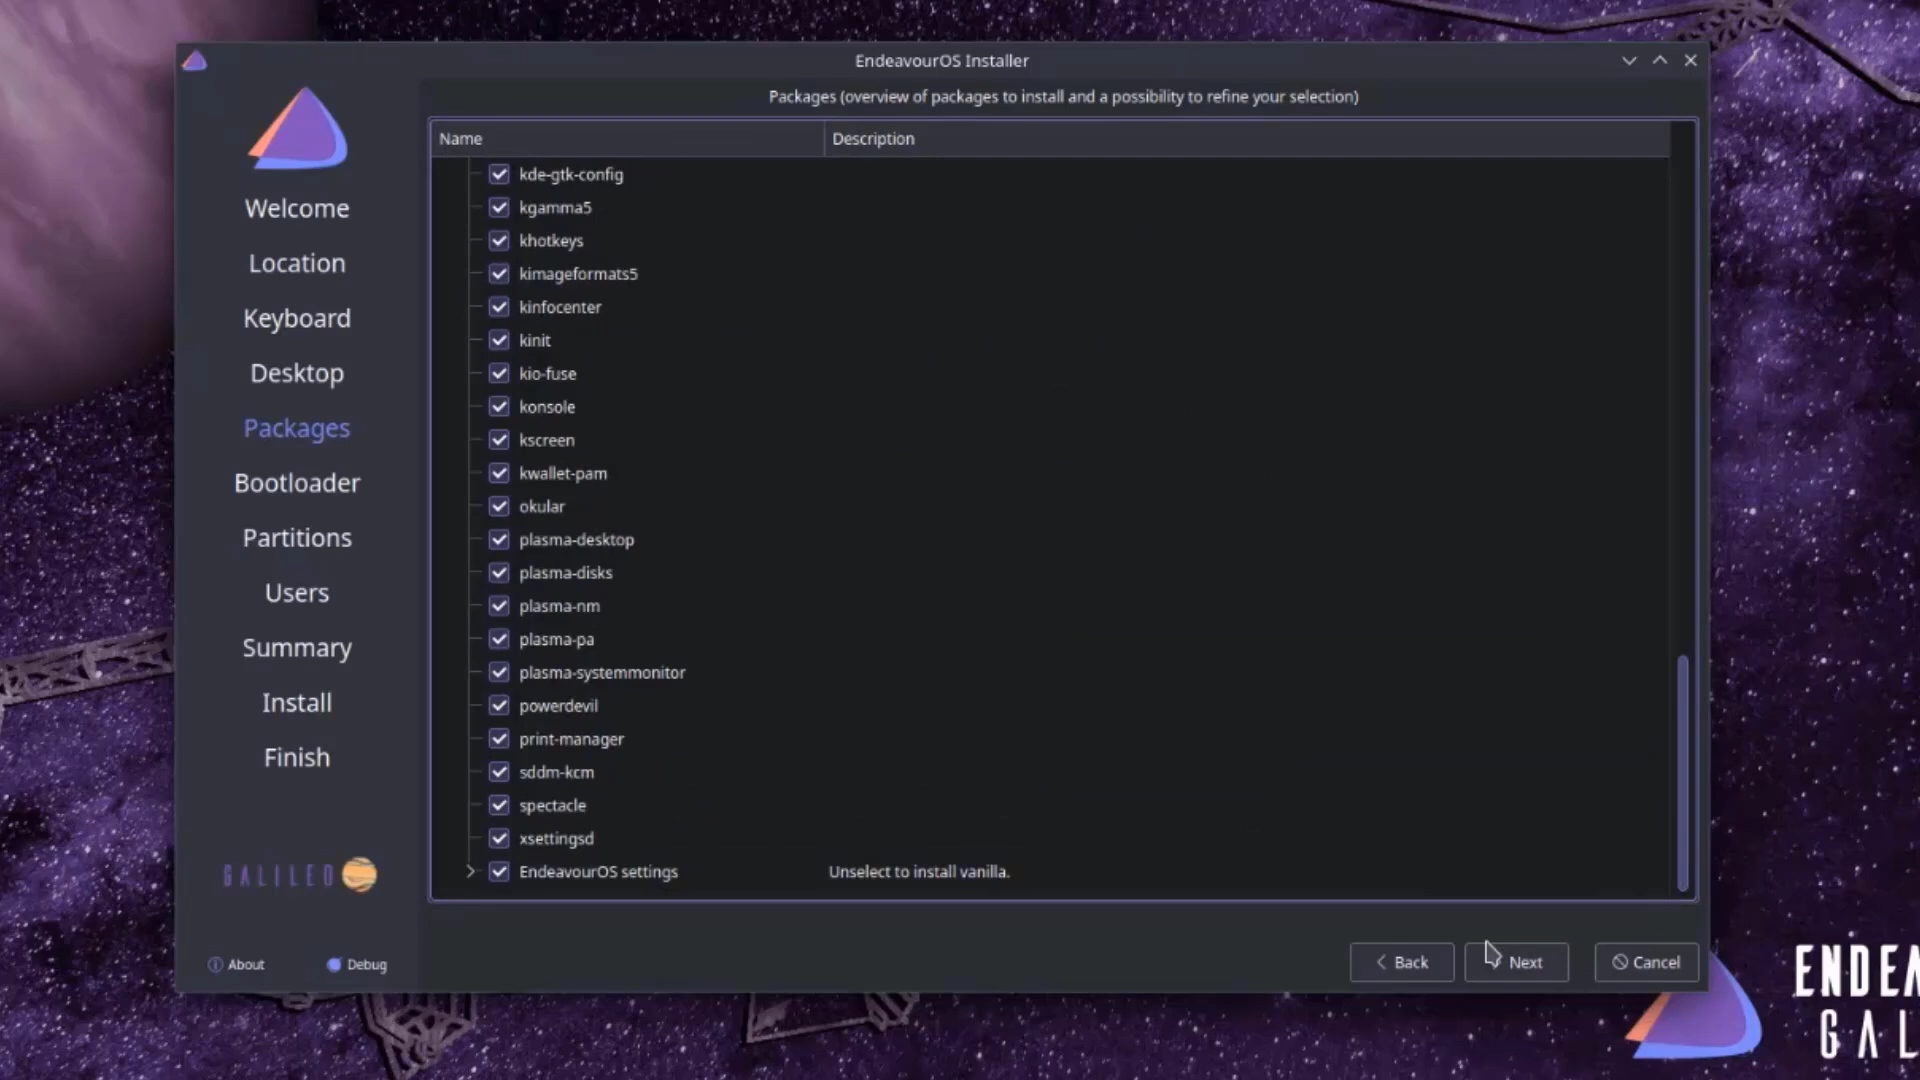 EndeavourOS Installer
Packages (overview of packages to install and a possibility to refine your selection)
Welcome
Location
Keyboard
Desktop
Packages
Bootloader
Partitions
Users
Summary
Install
Finish
GALILEO
About
Debug
Name
Description
kde-gtk-config
kgamma5
khotkeys
kimageformats5
kinfocenter
kinit
kio-fuse
konsole
kscreen
kwallet-pam
okular
plasma-desktop
plasma-disks
plasma-nm
plasma-pa
plasma-systemmonitor
powerdevil
print-manager
sddm-kcm
spectacle
xsettingsd
EndeavourOS settings
Unselect to install vanilla.
Back
Next
Cancel
ENDEA
GAL